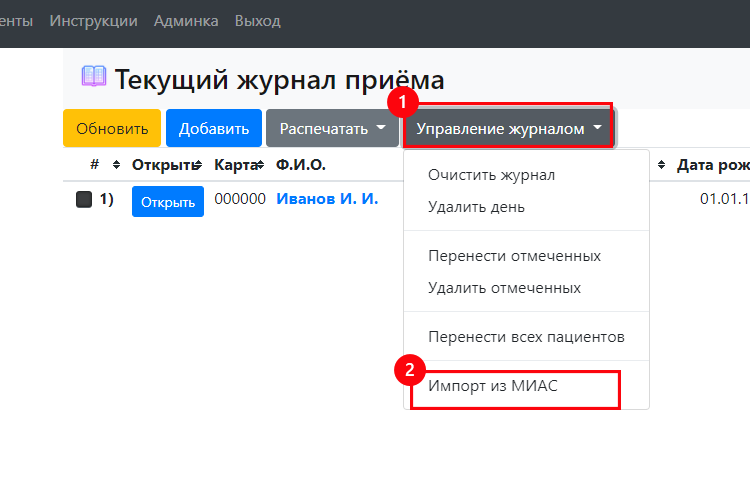 енты Инструкции Админка Выход
Текущий журнал приёма
1
Обновить Добавить Распечатать Управление журналом
# Открыть Карта Ф.И.О. Дата рож
1) Открыть 000000 Иванов И. И. 01.01.1
Очистить журнал
Удалить день
Перенести отмеченных
Удалить отмеченных
Перенести всех пациентов
2
Импорт из МИАС